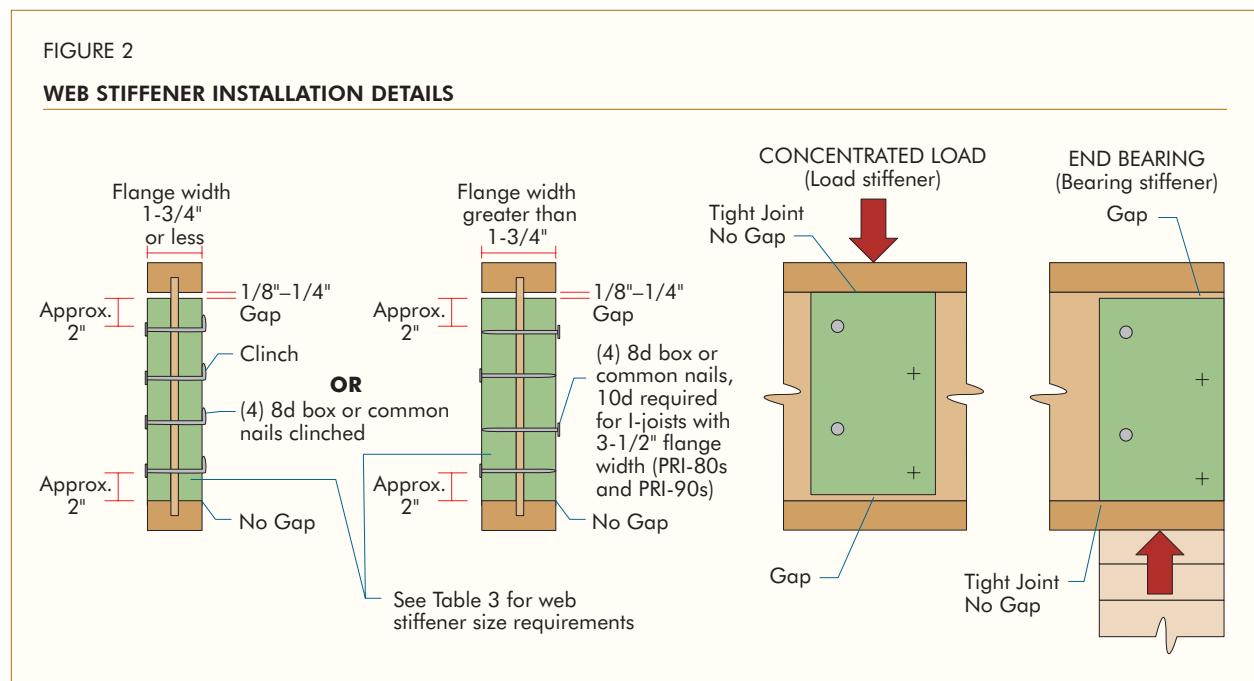 FIGURE 2
WEB STIFFENER INSTALLATION DETAILS
Flange width
1-3/4"
or less
1/8"–1/4"
Gap
Approx.
2"
Clinch
OR
(4) 8d box or common
nails clinched
Approx.
2"
No Gap
Flange width
greater than
1-3/4"
1/8"–1/4"
Gap
Approx.
2"
(4) 8d box or
common nails,
10d required
for I-joists with
3-1/2" flange
width (PRI-80s
and PRI-90s)
Approx.
2"
No Gap
See Table 3 for web
stiffener size requirements
CONCENTRATED LOAD
(Load stiffener)
Tight Joint
No Gap
Gap
END BEARING
(Bearing stiffener)
Gap
Tight Joint
No Gap